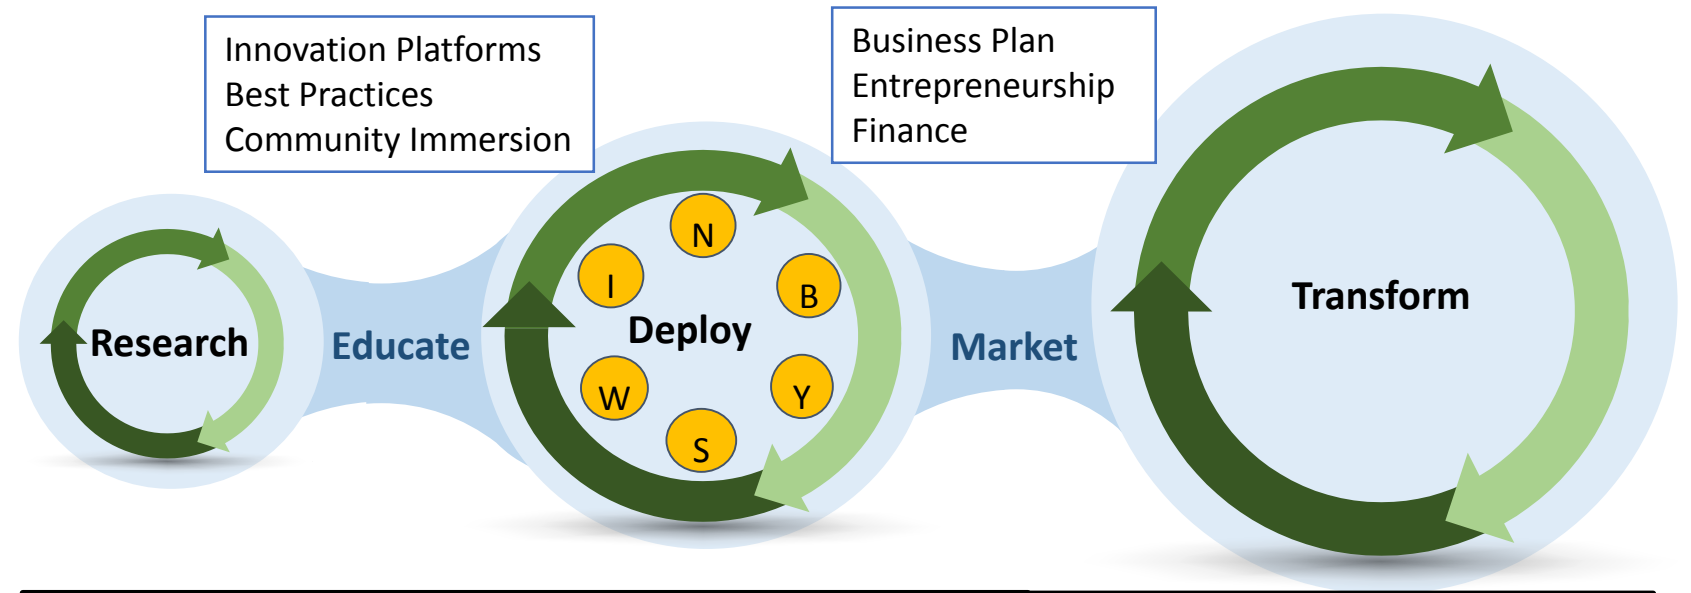 Innovation Platforms
Best Practices
Community Immersion
Business Plan
Entrepreneurship
Finance
Research
Educate
Deploy
N
I
B
W
Y
S
Market
Transform